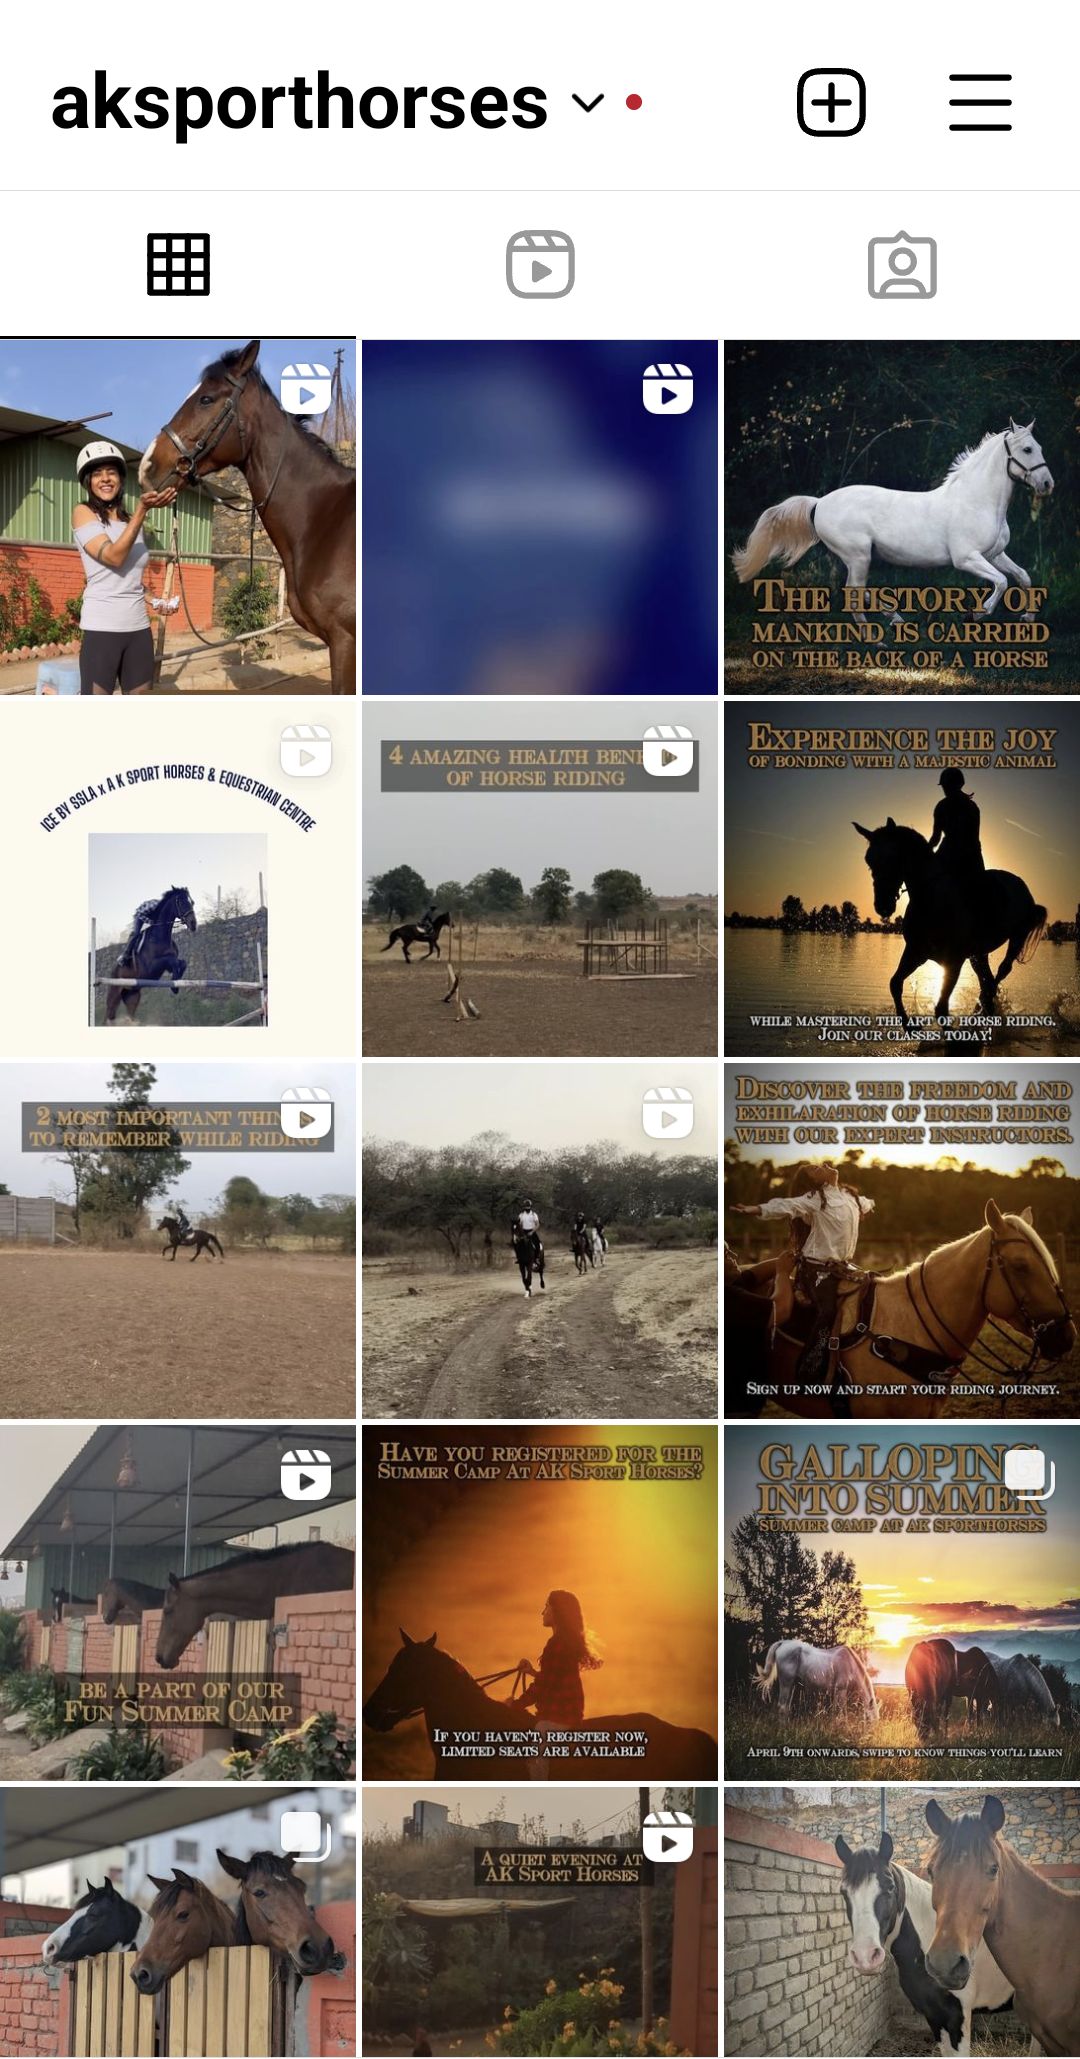 aksporthorses
THE HISTORY OF
MANKIND IS CARRIED
ON THE BACK OF A HORSE
ICE BY SSLA x A K SPORT HORSES & EQUESTRIAN CENTRE
4 AMAZING HEALTH BENE
OF HORSE RIDING
EXPERIENCE THE JOY
OF BONDING WITH A MAJESTIC ANIMAL
WHILE MASTERING THE ART OF HORSE RIDING.
JOIN OUR CLASSES TODAY!
2 MOST IMPORTANT THIN
TO REMEMBER WHILE RIDING
DISCOVER THE FREEDOM AND
EXHILARATION OF HORSE RIDING
WITH OUR EXPERT INSTRUCTORS.
SIGN UP NOW AND START YOUR RIDING JOURNEY.
BE A PART OF OUR
FUN SUMMER CAMP
HAVE YOU REGISTERED FOR THE
SUMMER CAMP AT AK SPORT HORSES?
IF YOU HAVEN'T, REGISTER NOW,
LIMITED SEATS ARE AVAILABLE
GALLOPING
INTO SUMMER
SUMMER CAMP AT AK SPORTHORSES
APRIL 9TH ONWARDS, SWIPE TO KNOW THINGS YOU'LL LEARN
A QUIET EVENING AT
AK SPORT HORSES